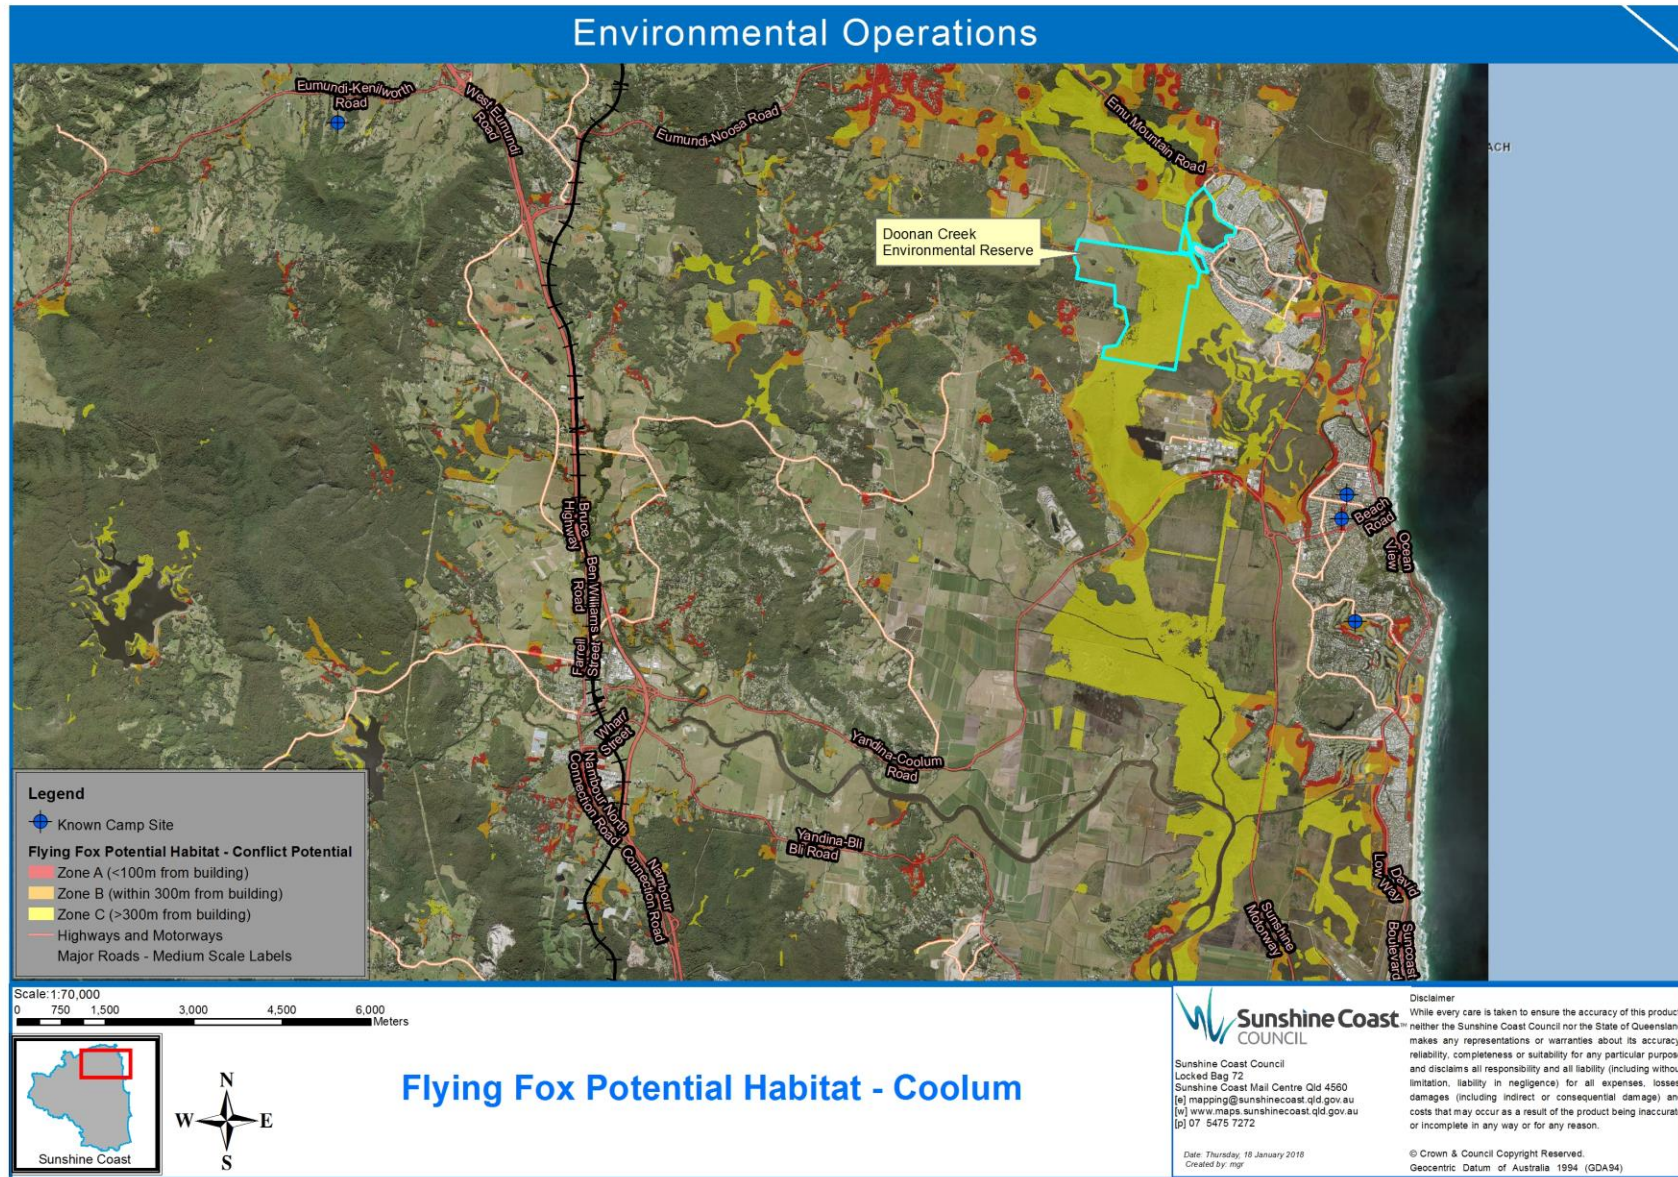 Environmental Operations
Eumundi-Kenilworth
Road
West Eumundi
Road
Eumundi-Noosa Road
Emu Mountain Road
ACH
Doonan Creek
Environmental Reserve
Bruce
Highway
Ben Williams
Street
Farrell
Road
Beach
Road
Ocean
View
Wharf
Street
Nambour North
Connection Road
Nambour
Connection Road
Yandina-Coolum
Road
Yandina-Bli
Bli Road
David
Low Way
Sunshine
Motorway
Suncoast
Boulevard
Legend
Known Camp Site
Flying Fox Potential Habitat - Conflict Potential
Zone A (<100m from building)
Zone B (within 300m from building)
Zone C (>300m from building)
Highways and Motorways
Major Roads - Medium Scale Labels
Scale:1:70,000
0 750 1,500 3,000 4,500 6,000
Meters
N
W E
S
Sunshine Coast
Flying Fox Potential Habitat - Coolum
Sunshine Coast™
COUNCIL
Sunshine Coast Council
Locked Bag 72
Sunshine Coast Mail Centre Qld 4560
[e] mapping@sunshinecoast.qld.gov.au
[w] www.maps.sunshinecoast.qld.gov.au
[p] 07 5475 7272
Date: Thursday, 18 January 2018
Created by: mgr
Disclaimer
While every care is taken to ensure the accuracy of this product
neither the Sunshine Coast Council nor the State of Queensland
makes any representations or warranties about its accuracy,
reliability, completeness or suitability for any particular purpose
and disclaims all responsibility and all liability (including without
limitation, liability in negligence) for all expenses, losses,
damages (including indirect or consequential damage) and
costs that may occur as a result of the product being inaccurate
or incomplete in any way or for any reason.
© Crown & Council Copyright Reserved.
Geocentric Datum of Australia 1994 (GDA94)